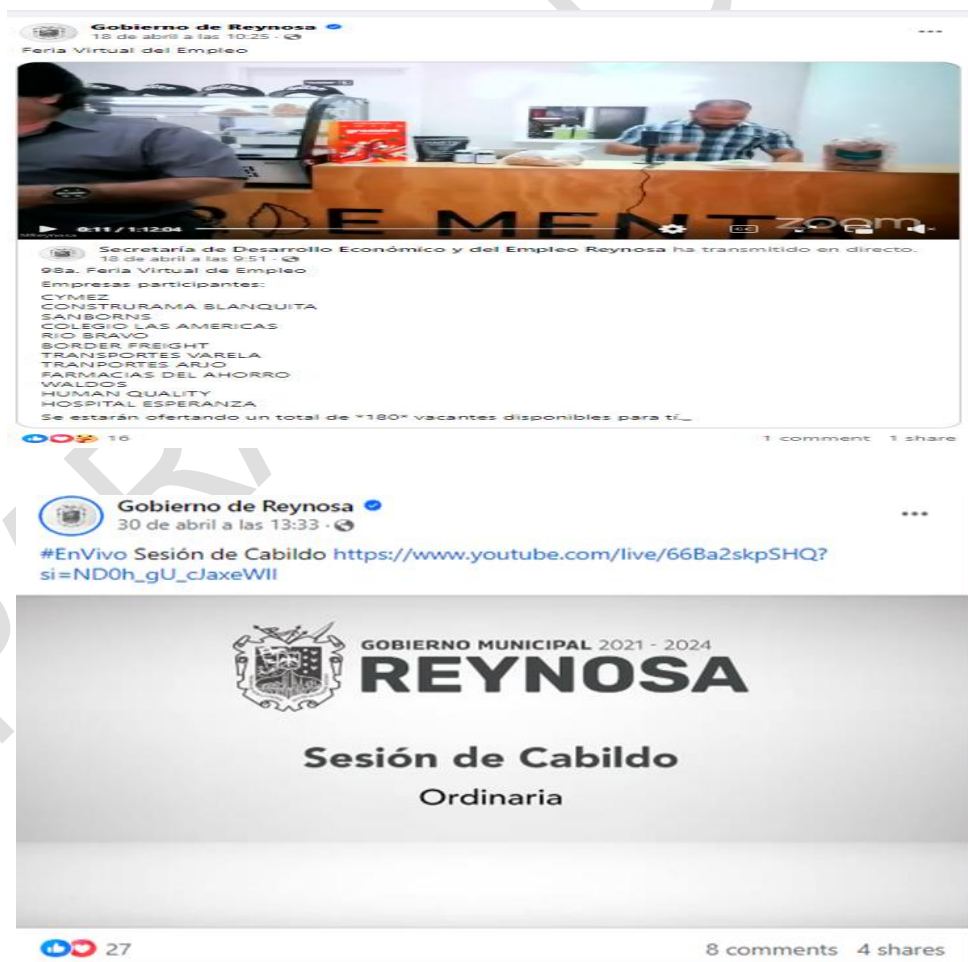 Gobierno de Reynosa
18 de abril a las 10:25 ·
Feria Virtual del Empleo
0:11 / 1:12:04
zoom
Secretaría de Desarrollo Económico y del Empleo Reynosa ha transmitido en directo.
18 de abril a las 9:51 ·
98a. Feria Virtual de Empleo
Empresas participantes:
CYMEZ
CONSTRURAMA BLANQUITA
SANBORNS
COLEGIO LAS AMERICAS
RIO BRAVO
BORDER FREIGHT
TRANSPORTES VARELA
TRANPORTES ARJO
FARMACIAS DEL AHORRO
WALDOS
HUMAN QUALITY
HOSPITAL ESPERANZA
Se estarán ofertando un total de *180* vacantes disponibles para tí._
16
1 comment 1 share
Gobierno de Reynosa
30 de abril a las 13:33 ·
#EnVivo Sesión de Cabildo https://www.youtube.com/live/66Ba2skpSHQ?
si=ND0h_gU_cJaxeWIl
GOBIERNO MUNICIPAL 2021 - 2024
REYNOSA
Sesión de Cabildo
Ordinaria
27
8 comments 4 shares